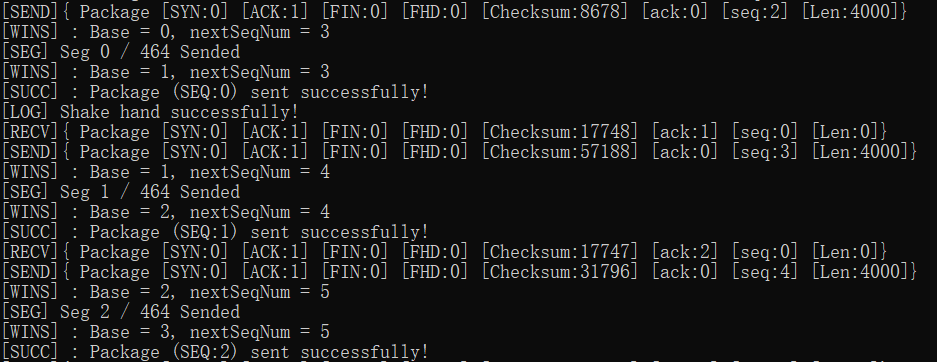 [SEND]{ Package [SYN:0] [ACK:1] [FIN:0] [FHD:0] [Checksum:8678] [ack:0] [seq:2] [Len:4000]}
[WINS] : Base = 0, nextSeqNum = 3
[SEG] Seg 0 / 464 Sended
[WINS] : Base = 1, nextSeqNum = 3
[SUCC] : Package (SEQ:0) sent successfully!
[LOG] Shake hand successfully!
[RECV]{ Package [SYN:0] [ACK:1] [FIN:0] [FHD:0] [Checksum:17748] [ack:1] [seq:0] [Len:0]}
[SEND]{ Package [SYN:0] [ACK:1] [FIN:0] [FHD:0] [Checksum:57188] [ack:0] [seq:3] [Len:4000]}
[WINS] : Base = 1, nextSeqNum = 4
[SEG] Seg 1 / 464 Sended
[WINS] : Base = 2, nextSeqNum = 4
[SUCC] : Package (SEQ:1) sent successfully!
[RECV]{ Package [SYN:0] [ACK:1] [FIN:0] [FHD:0] [Checksum:17747] [ack:2] [seq:0] [Len:0]}
[SEND]{ Package [SYN:0] [ACK:1] [FIN:0] [FHD:0] [Checksum:31796] [ack:0] [seq:4] [Len:4000]}
[WINS] : Base = 2, nextSeqNum = 5
[SEG] Seg 2 / 464 Sended
[WINS] : Base = 3, nextSeqNum = 5
[SUCC] : Package (SEQ:2) sent successfully!